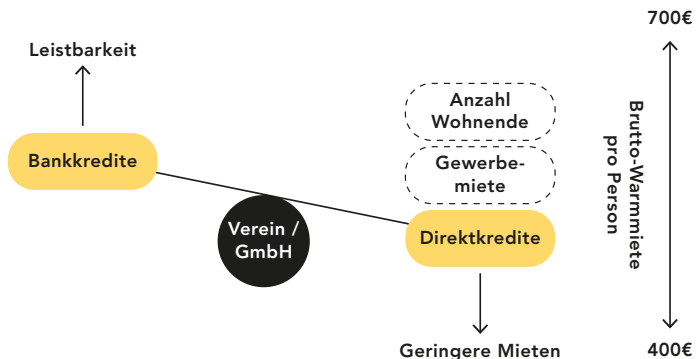 700€
Leistbarkeit
Anzahl
Wohnende
Bankkredite
Gewerbe-
miete
Brutto-Warmmiete
pro Person
Verein /
GmbH
Direktkredite
Geringere Mieten
400€